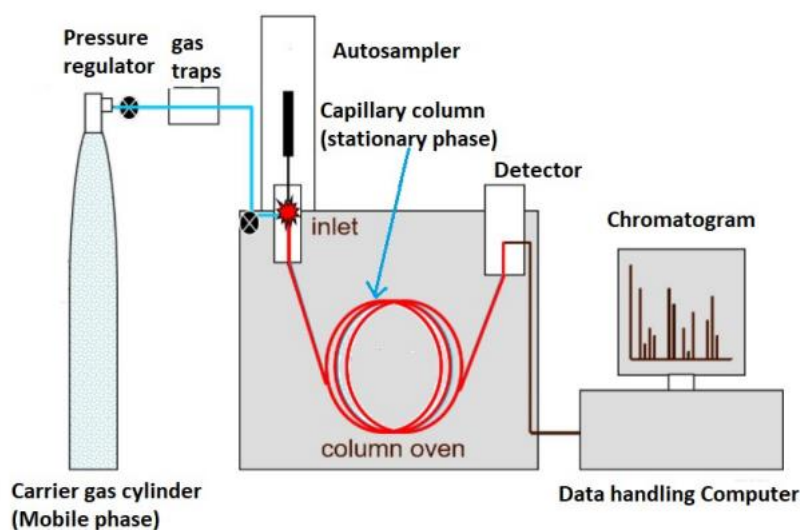 Pressure
regulator
gas
traps
Autosampler
Capillary column
(stationary phase)
Detector
Chromatogram
inlet
column oven
Carrier gas cylinder
(Mobile phase)
Data handling Computer